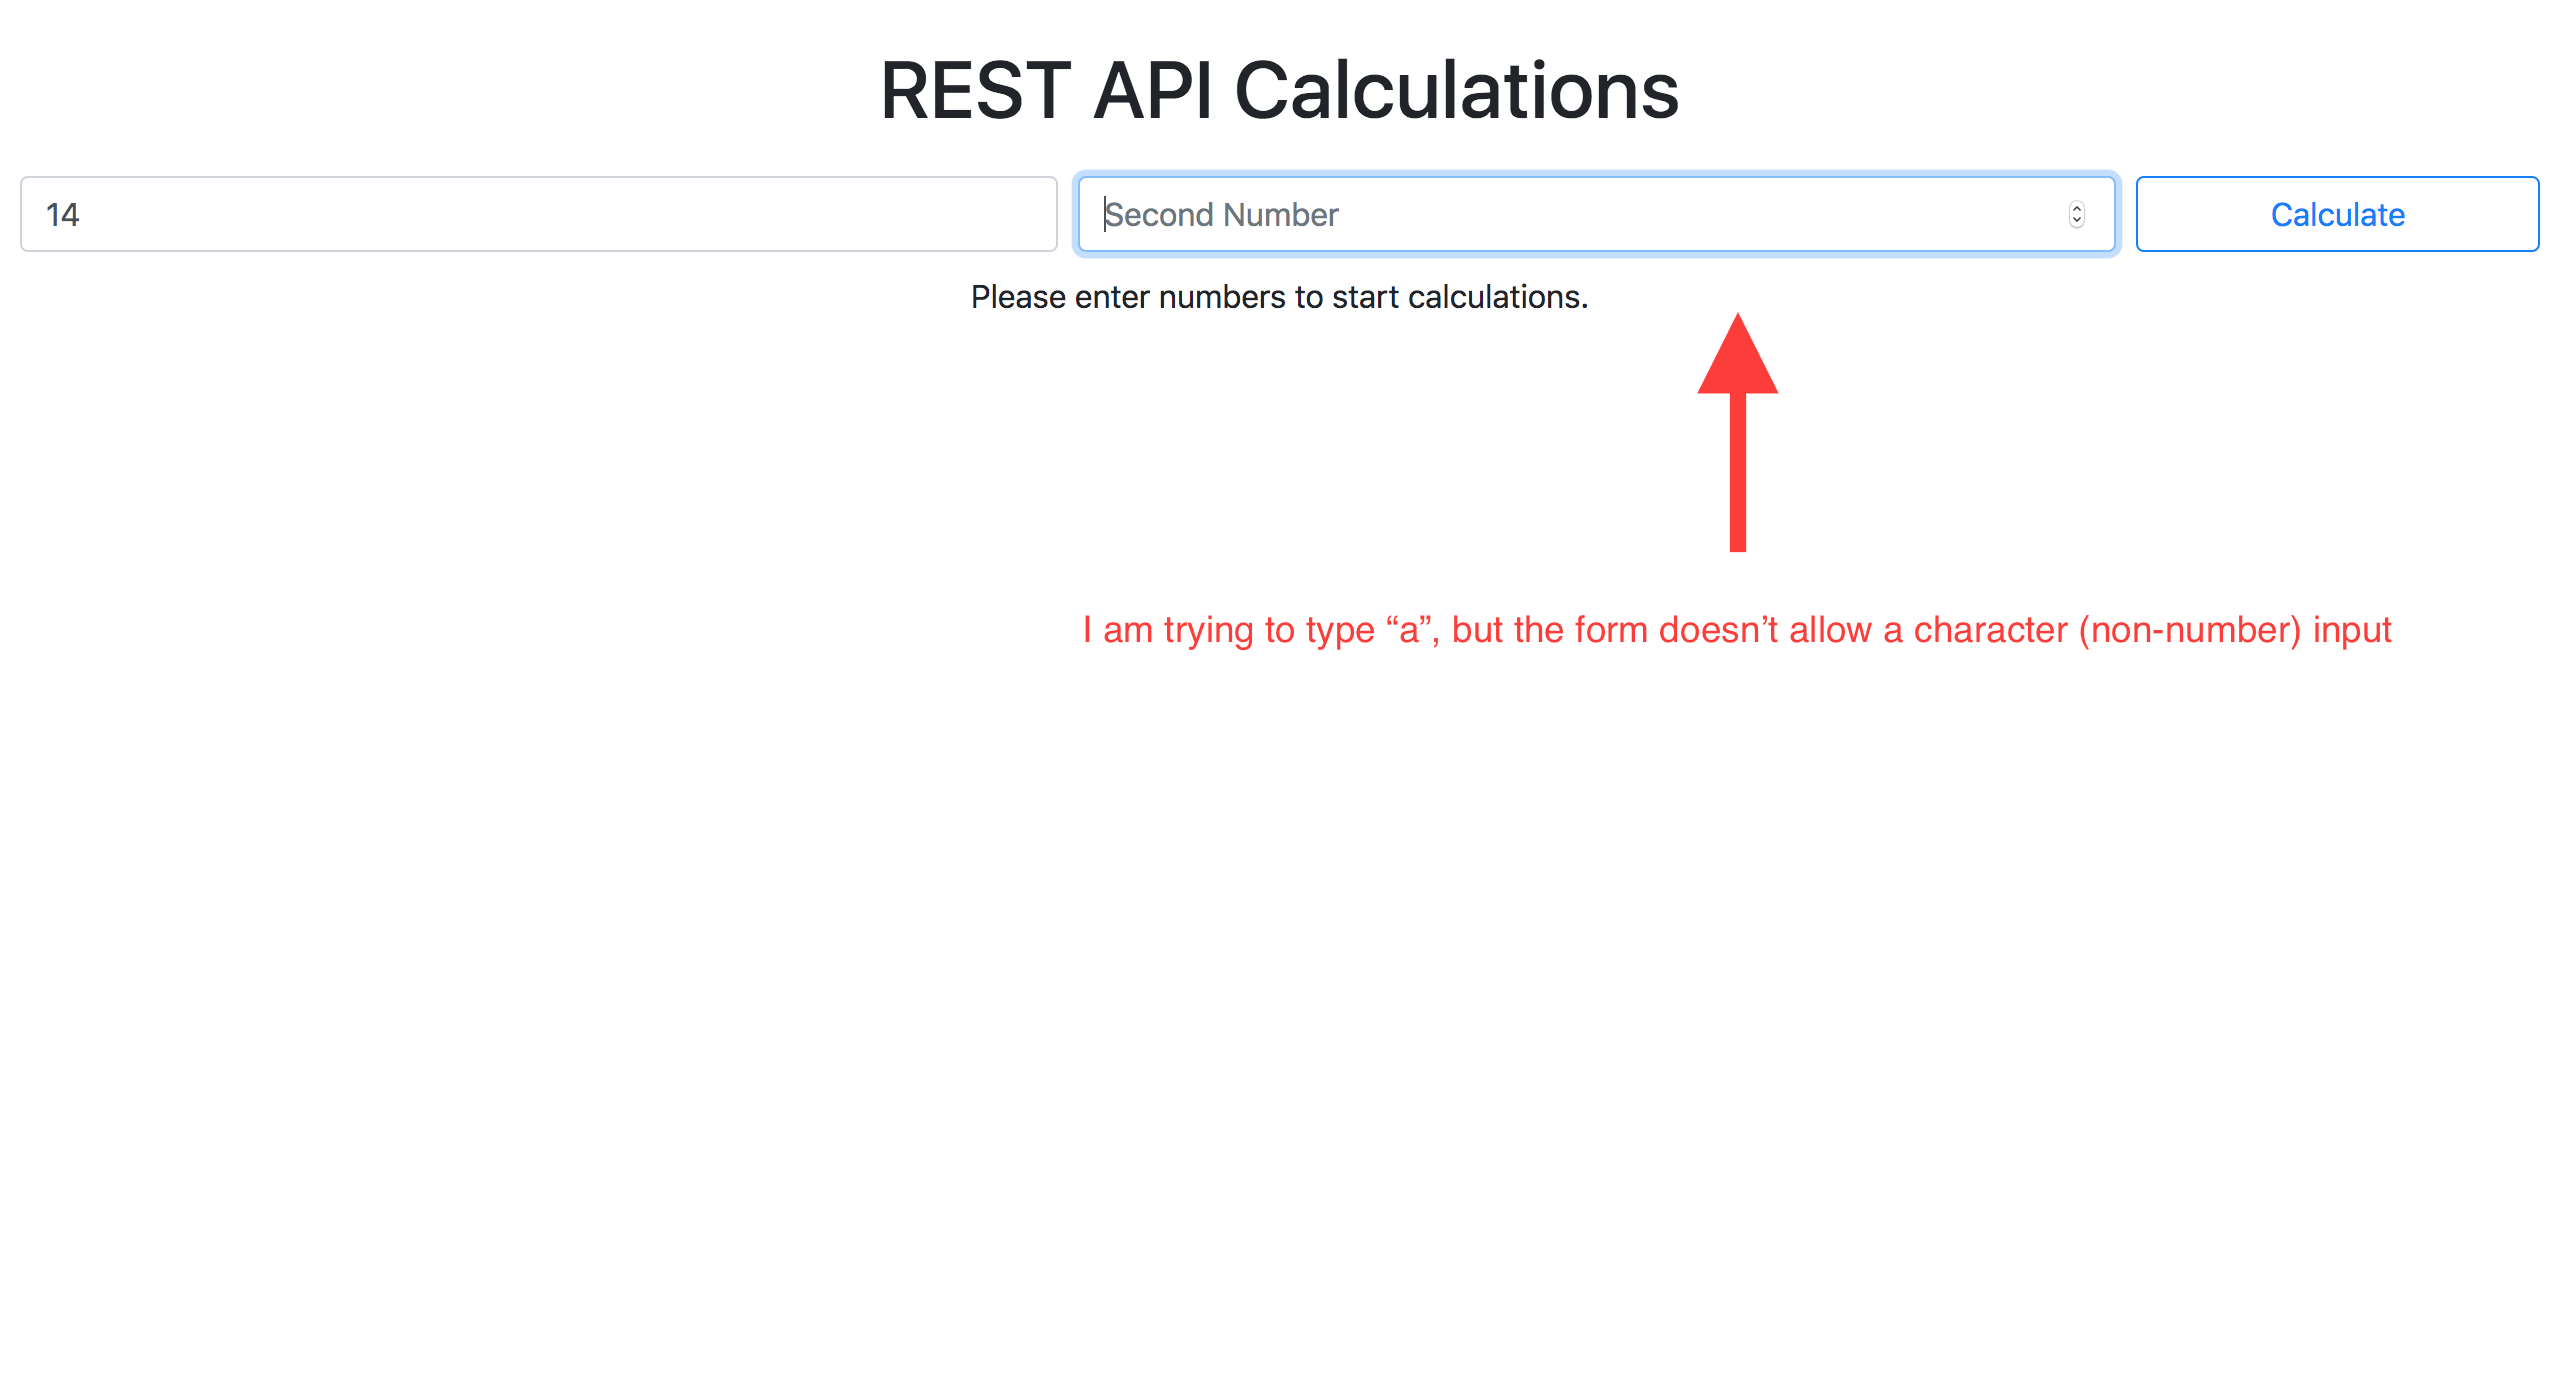 REST API Calculations
14
Second Number
Calculate
Please enter numbers to start calculations.
I am trying to type “a”, but the form doesn’t allow a character (non-number) input